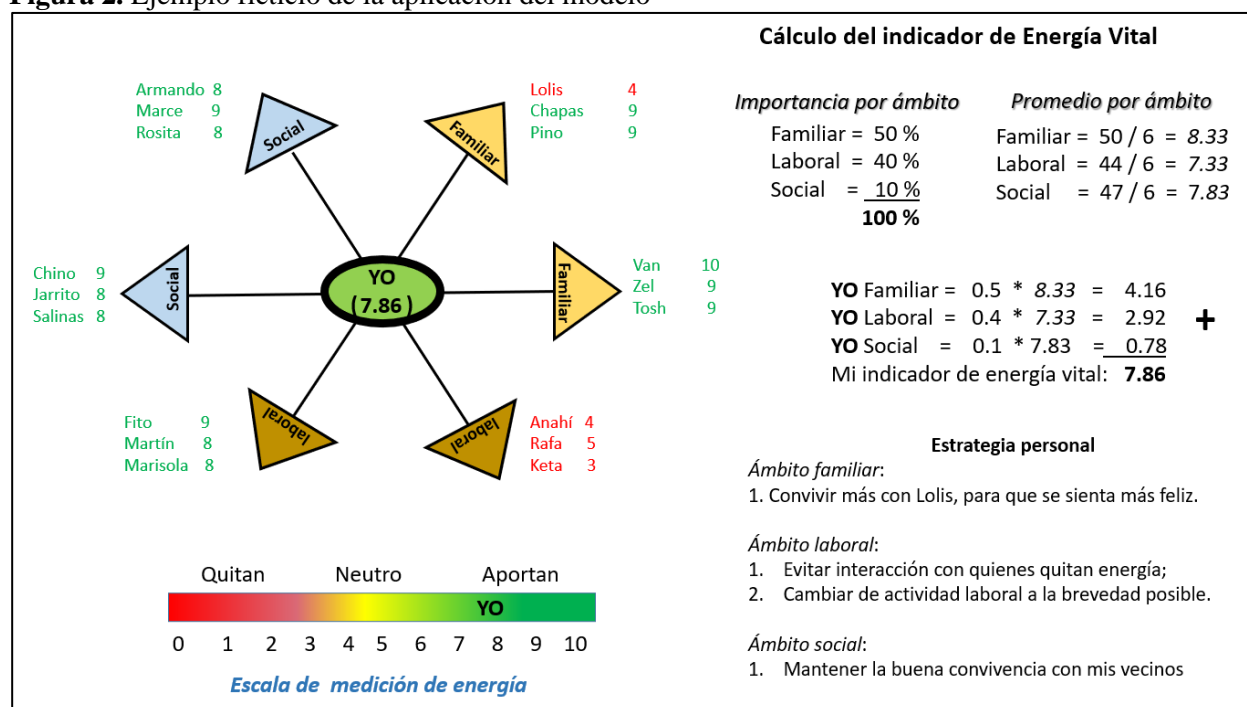 Figura 2. Ejemplo ficticio de la aplicación del modelo
Cálculo del indicador de Energía Vital
Armando 8
Marce 9
Rosita 8
Social
Lolis 4
Chapas 9
Pino 9
Familiar
Importancia por ámbito
Familiar = 50 %
Laboral = 40 %
Social = 10 %
100 %
Promedio por ámbito
Familiar = 50 / 6 = 8.33
Laboral = 44 / 6 = 7.33
Social = 47 / 6 = 7.83
Chino 9
Jarrito 8
Salinas 8
Social
YO
(7.86)
Familiar
Van 10
Zel 9
Tosh 9
YO Familiar = 0.5 * 8.33 = 4.16
YO Laboral = 0.4 * 7.33 = 2.92 +
YO Social = 0.1 * 7.83 = 0.78
Mi indicador de energía vital: 7.86
Fito 9
Martín 8
Marisola 8
laboral
laboral
Anahí 4
Rafa 5
Keta 3
Estrategia personal
Ámbito familiar:
1. Convivir más con Lolis, para que se sienta más feliz.
Ámbito laboral:
1. Evitar interacción con quienes quitan energía;
2. Cambiar de actividad laboral a la brevedad posible.
Ámbito social:
1. Mantener la buena convivencia con mis vecinos
Quitan Neutro Aportan
YO
0 1 2 3 4 5 6 7 8 9 10
Escala de medición de energía